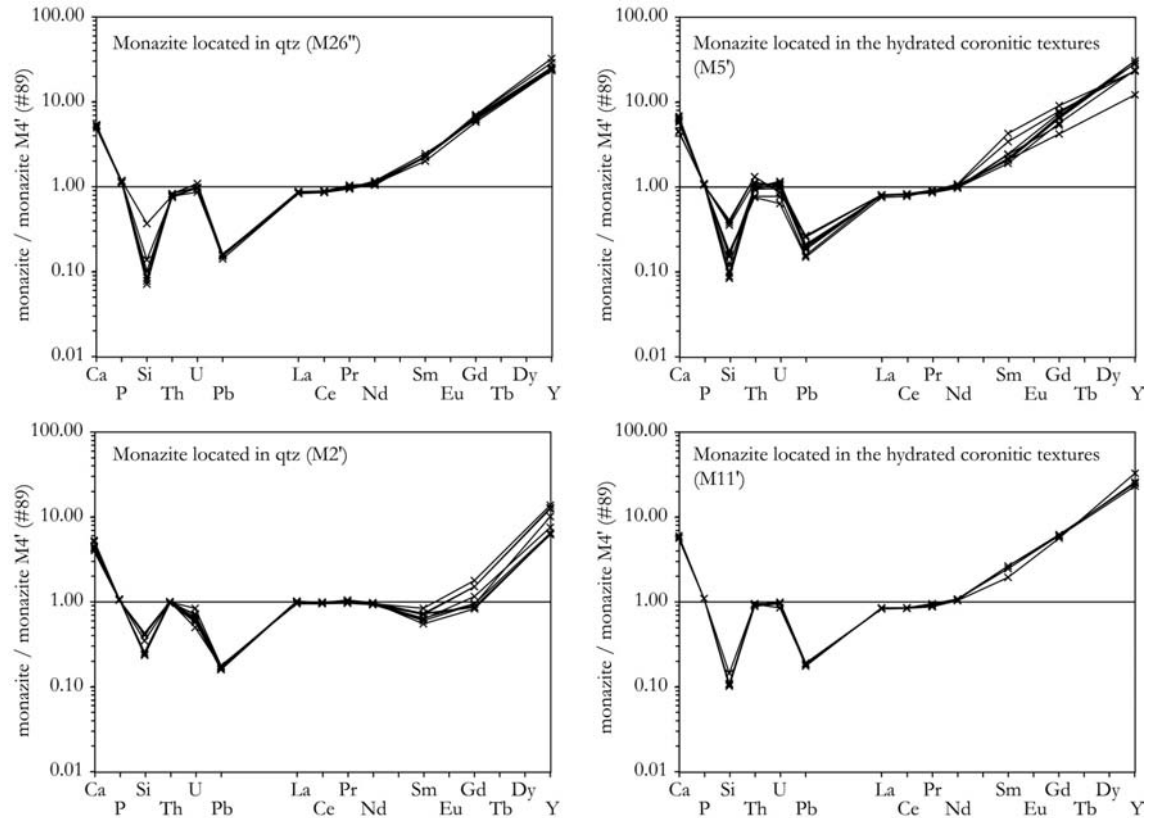 monazite / monazite M4' (#89)
100.00
10.00
1.00
0.10
0.01
Monazite located in qtz (M26")
Ca Si U La Pr Sm Gd Dy
P Th Pb Ce Nd Eu Tb Y
monazite / monazite M4' (#89)
100.00
10.00
1.00
0.10
0.01
Monazite located in the hydrated coronitic textures
(M5')
Ca Si U La Pr Sm Gd Dy
P Th Pb Ce Nd Eu Tb Y
monazite / monazite M4' (#89)
100.00
10.00
1.00
0.10
0.01
Monazite located in qtz (M2')
Ca Si U La Pr Sm Gd Dy
P Th Pb Ce Nd Eu Tb Y
monazite / monazite M4' (#89)
100.00
10.00
1.00
0.10
0.01
Monazite located in the hydrated coronitic textures
(M11')
Ca Si U La Pr Sm Gd Dy
P Th Pb Ce Nd Eu Tb Y